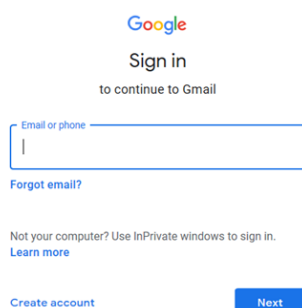 Google
Sign in
to continue to Gmail
Email or phone
Forgot email?
Not your computer? Use InPrivate windows to sign in.
Learn more
Create account
Next